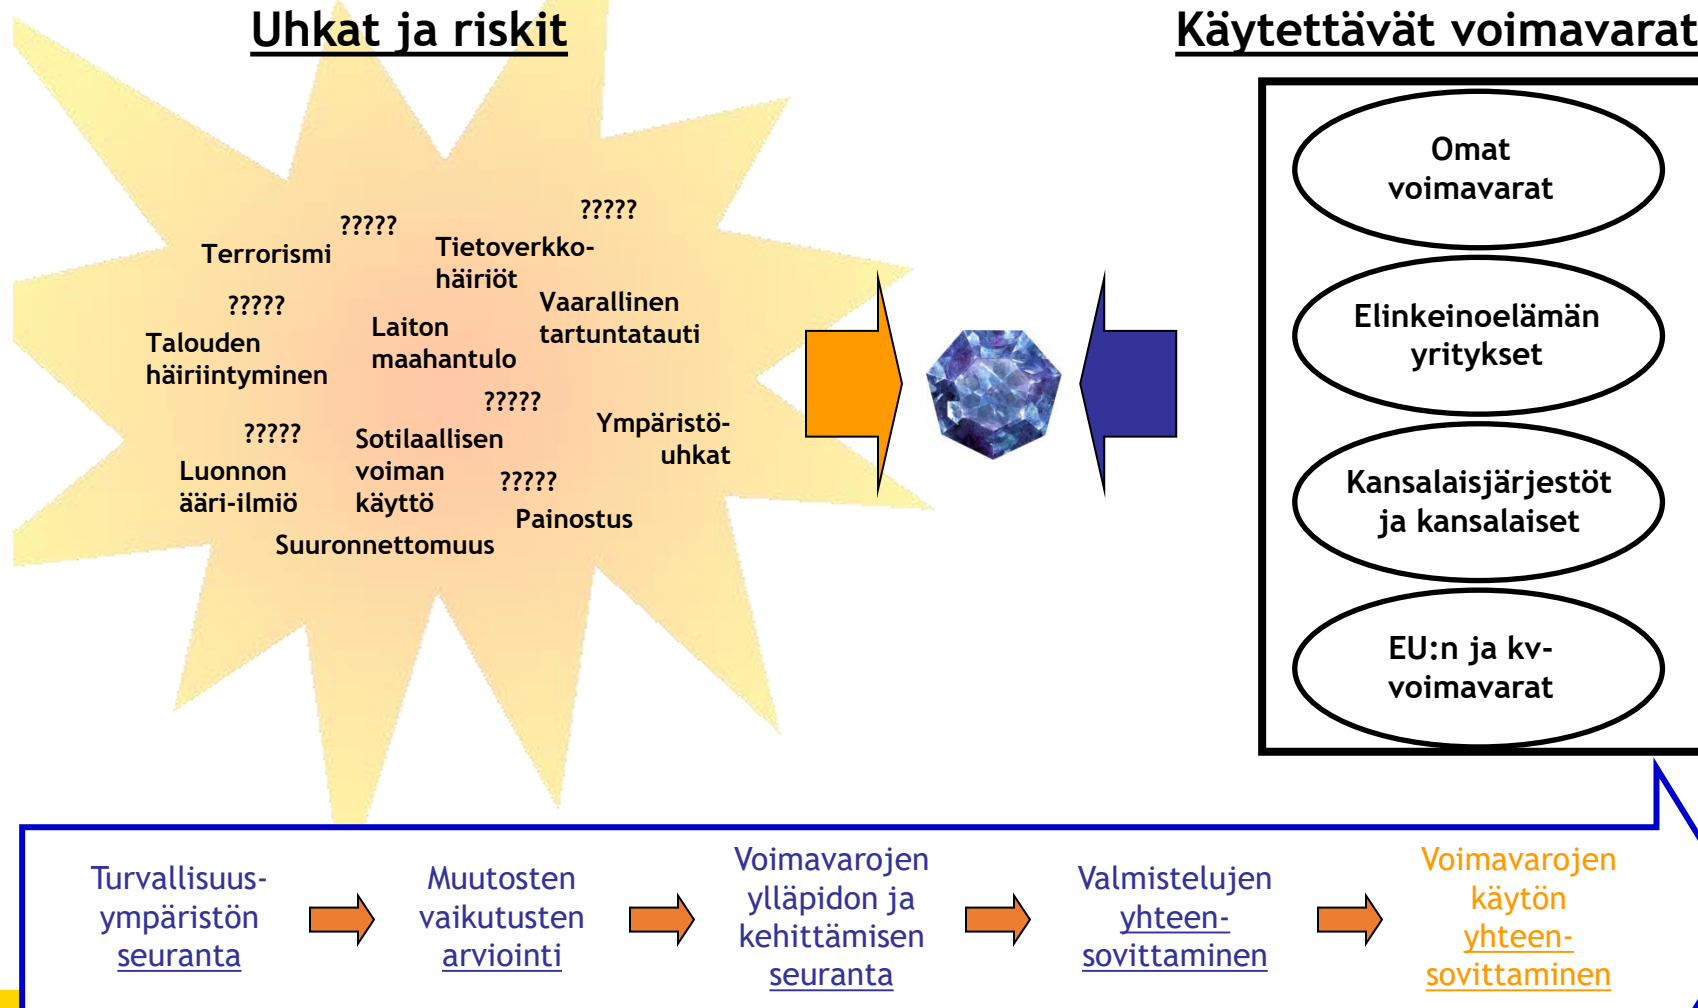 Uhkat ja riskit
Käytettävät voimavarat
?????
?????
Terrorismi
Tietoverkko-
häiriöt
?????
Vaarallinen
tartuntatauti
Talouden
häiriintyminen
Laiton
maahantulo
?????
Ympäristö-
uhkat
?????
Luonnon
ääri-ilmiö
Sotilaallisen
voiman
käyttö
?????
Painostus
Suuronnettomuus
Omat
voimavarat
Elinkeinoelämän
yritykset
Kansalaisjärjestöt
ja kansalaiset
EU:n ja kv-
voimavarat
Turvallisuus-
ympäristön
seuranta
Muutosten
vaikutusten
arviointi
Voimavarojen
ylläpidon ja
kehittämisen
seuranta
Valmistelujen
yhteen-
sovittaminen
Voimavarojen
käytön
yhteen-
sovittaminen